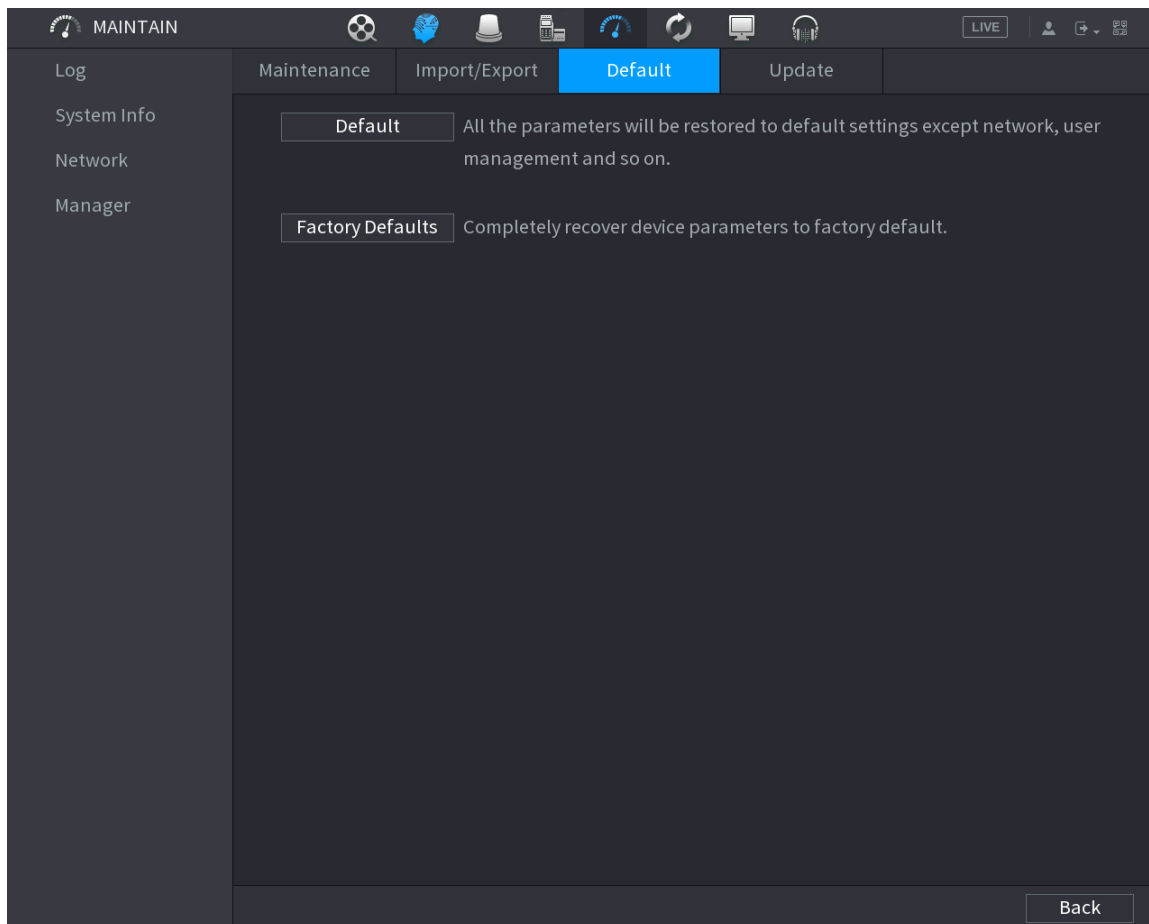 MAINTAIN
LIVE
Log
System Info
Network
Manager
Maintenance
Import/Export
Default
Update
Default
All the parameters will be restored to default settings except network, user
management and so on.
Factory Defaults
Completely recover device parameters to factory default.
Back